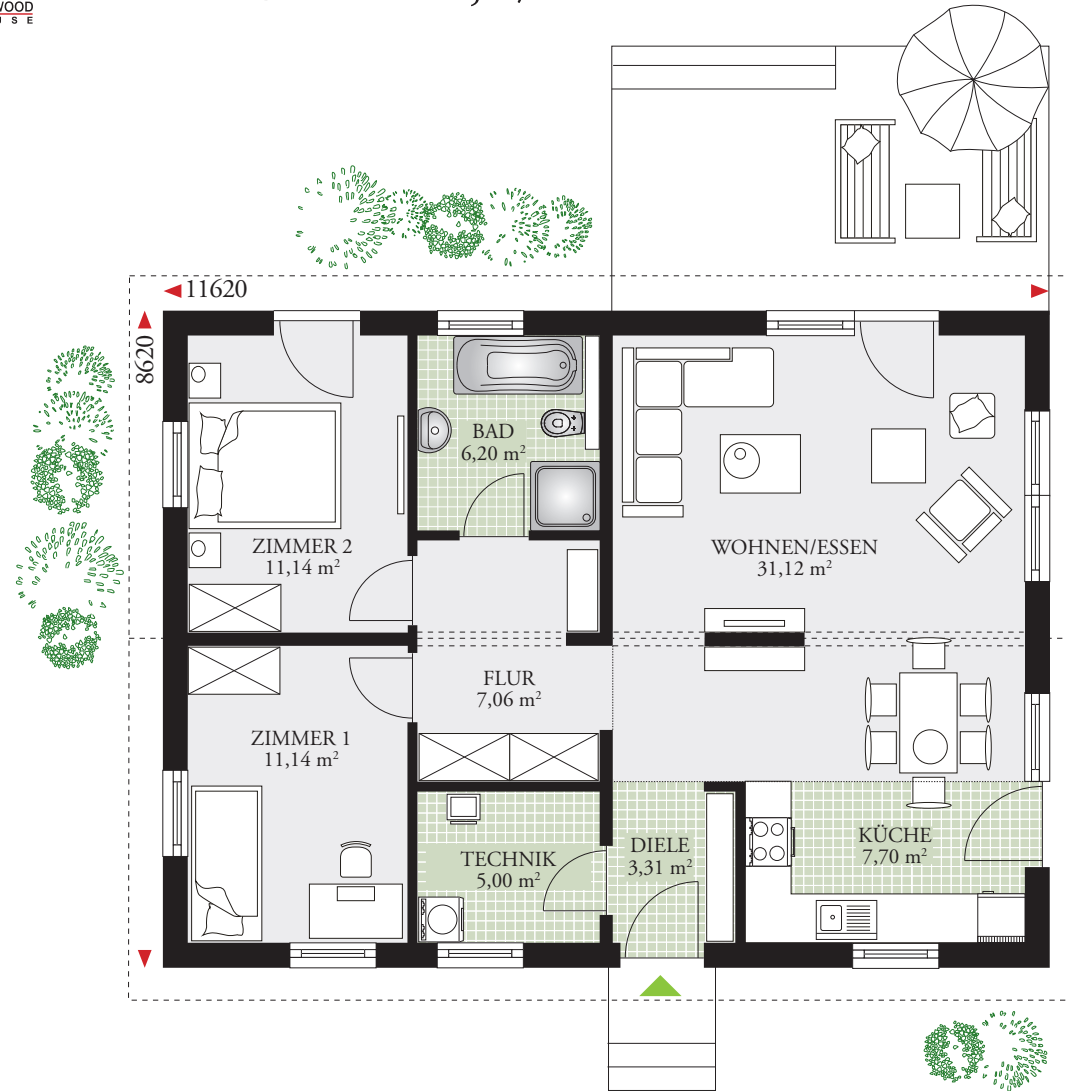 WOOD
U S E
11620
8620
BAD
6,20 m²
ZIMMER 2
11,14 m²
WOHNEN/ESSEN
31,12 m²
FLUR
7,06 m²
ZIMMER 1
11,14 m²
TECHNIK
5,00 m²
DIELE
3,31 m²
KÜCHE
7,70 m²